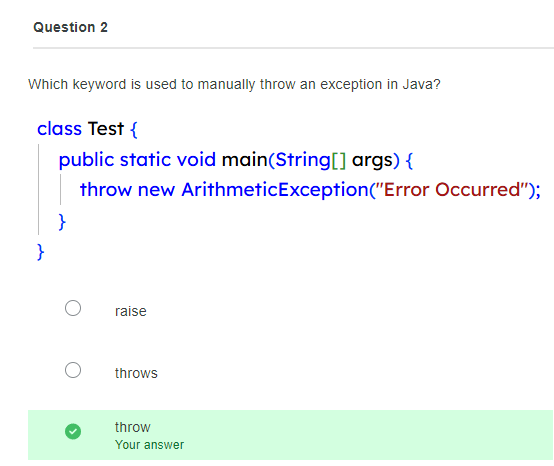 Question 2
Which keyword is used to manually throw an exception in Java?
class Test {
public static void main(String[] args) {
throw new ArithmeticException("Error Occurred");
}
}
raise
throws
throw
Your answer